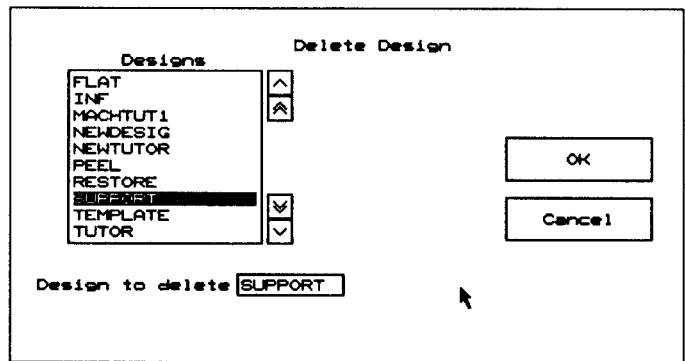 Delete Design
Designs
FLAT
INF
MACHTUT1
NEWDESIG
NEWTUTOR
PEEL
RESTORE
SUPPORT
TEMPLATE
TUTOR
OK
Cancel
Design to delete SUPPORT